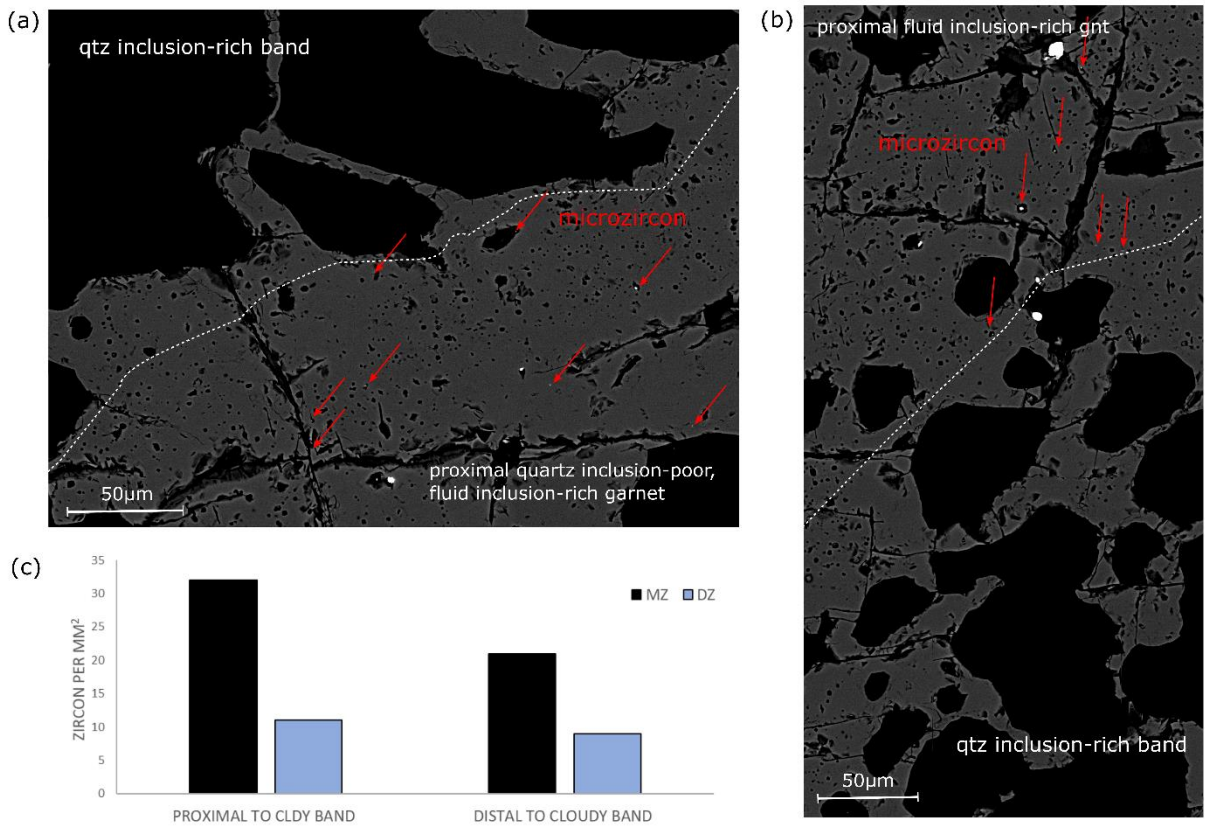 (a)
qtz inclusion-rich band
microzircon
proximal quartz inclusion-poor,
fluid inclusion-rich garnet
50µm
(b)
proximal fluid inclusion-rich gnt
microzircon
qtz inclusion-rich band
50µm
(c)
ZIRCON PER MM²
35
30
25
20
15
10
5
0
MZ DZ
PROXIMAL TO CLDY BAND
DISTAL TO CLOUDY BAND